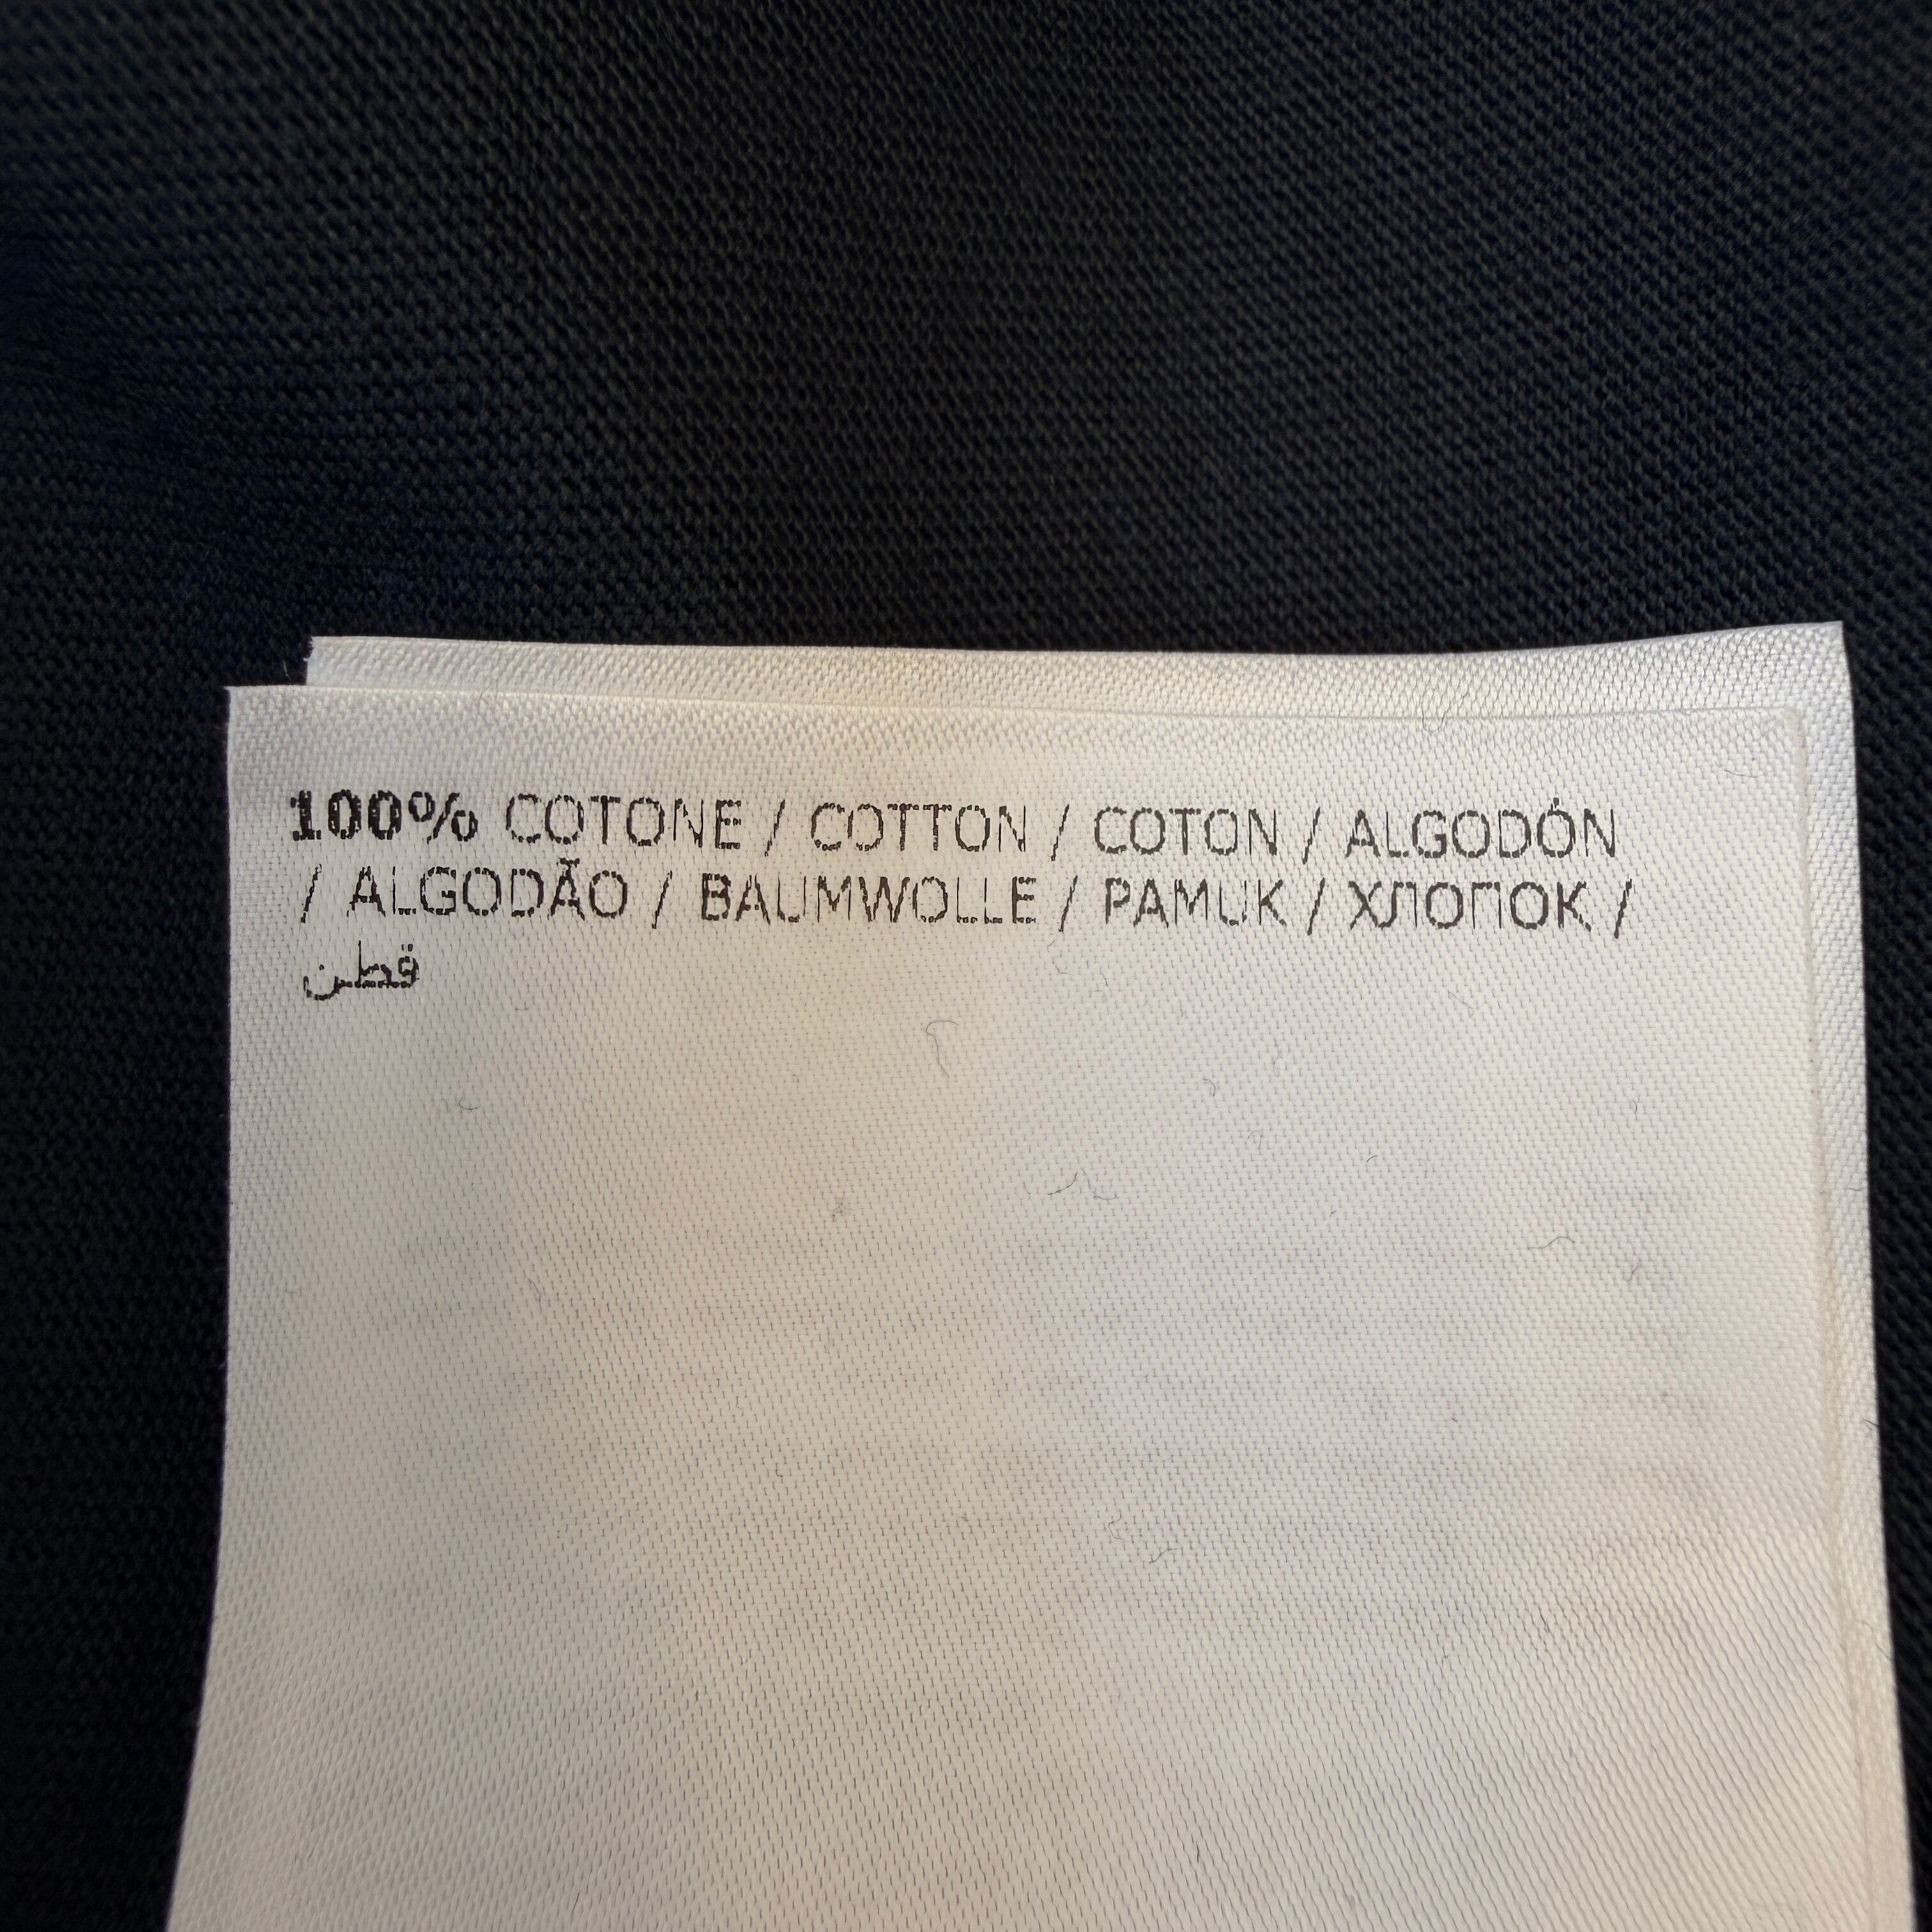 100% COTONE / COTTON / COTON / ALGODÓN
/ ALGODÃO / BAUMWOLLE / PAMUK / ХЛОПОК /
قطن